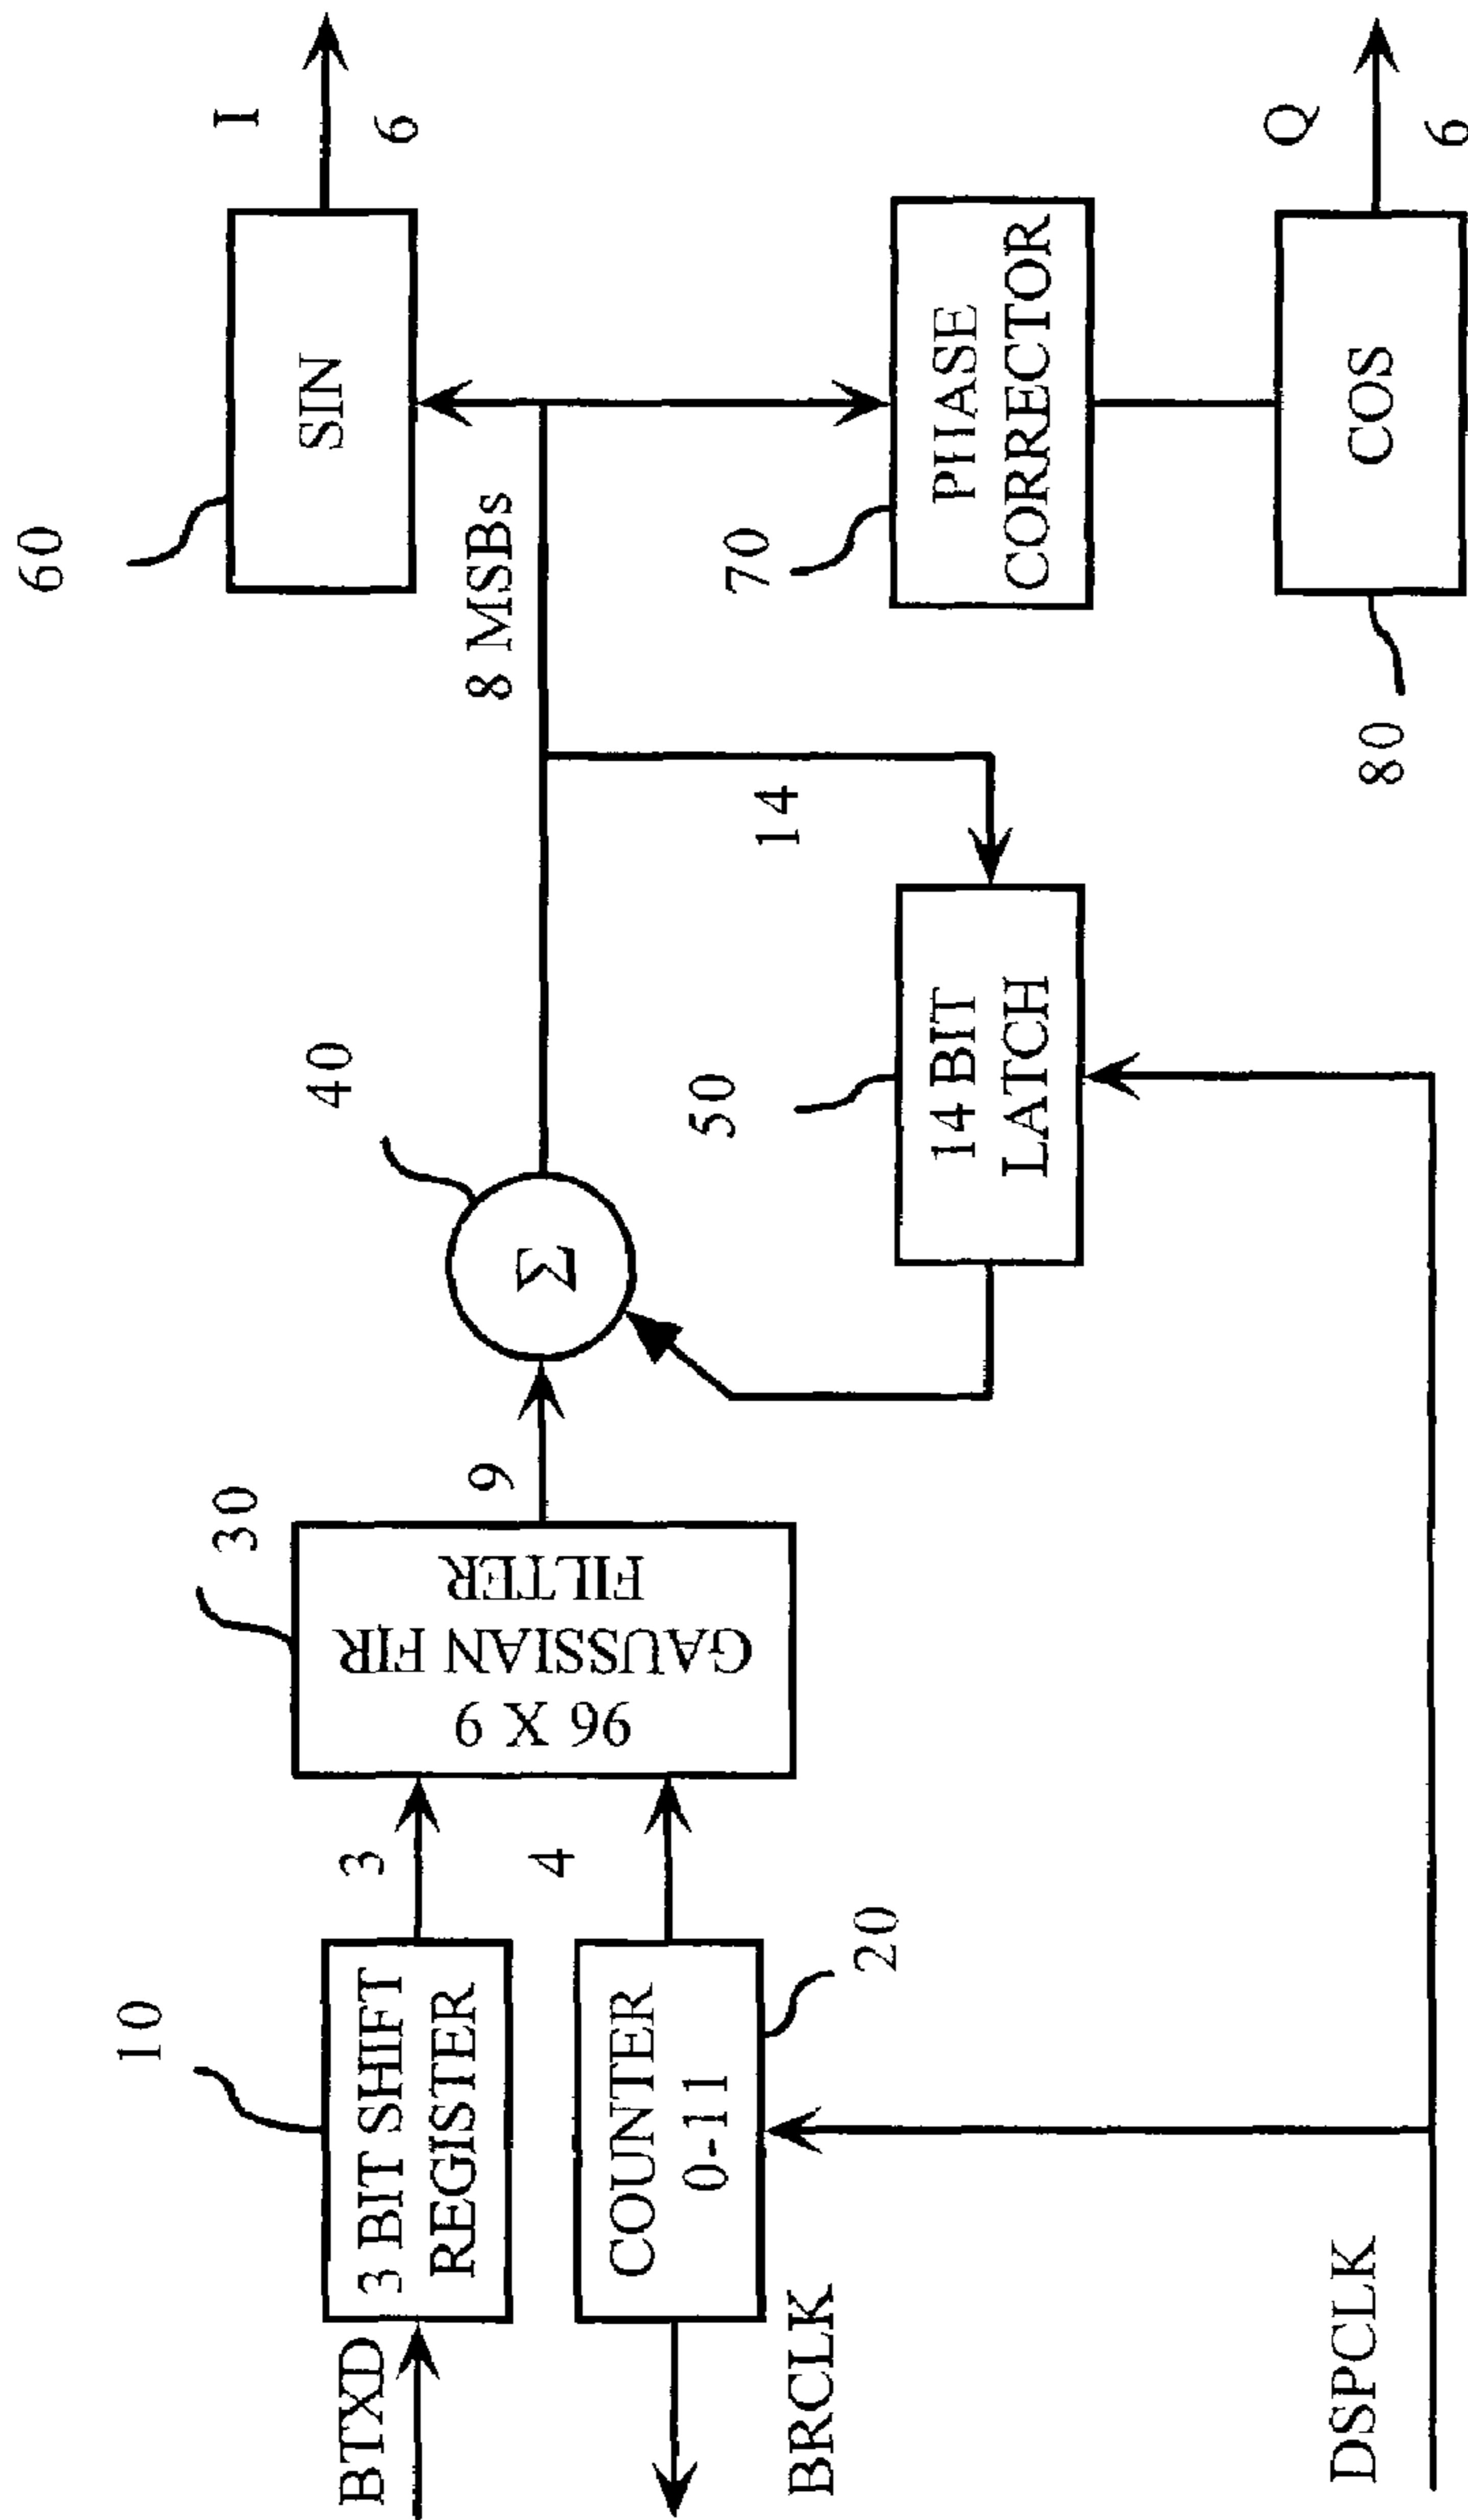 BTXD
BRCLK
DSPCLK
10
3 BIT SHIFT
REGISTER
COUNTER
0-11
20
3
4
30
96 X 9
GAUSSIAN FIR
FILTER
9
40
Σ
50
14 BIT
LATCH
14
8 MSBs
60
SIN
I
6
70
PHASE
CORRECTOR
80
COS
Q
6